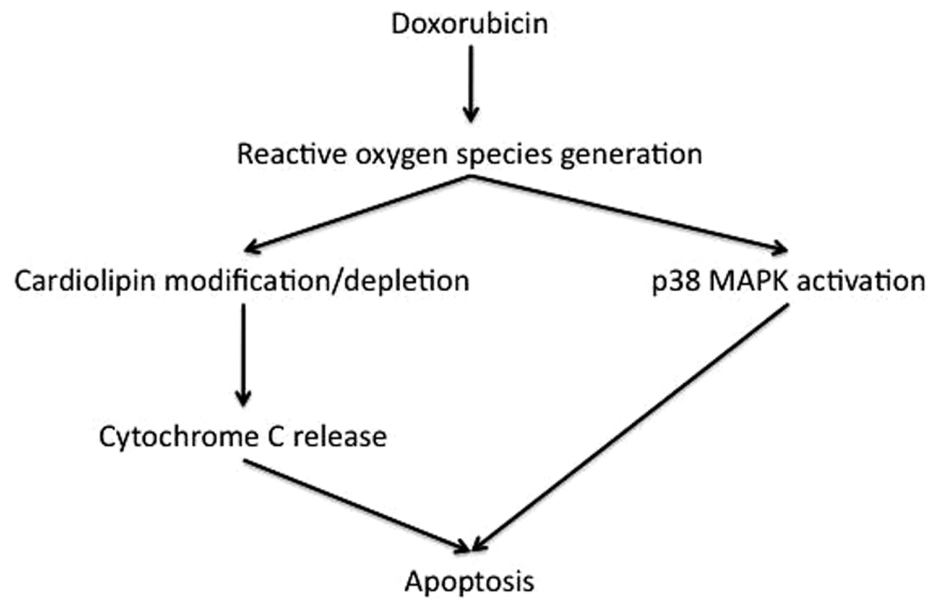 Doxorubicin
Reactive oxygen species generation
Cardiolipin modification/depletion
p38 MAPK activation
Cytochrome C release
Apoptosis